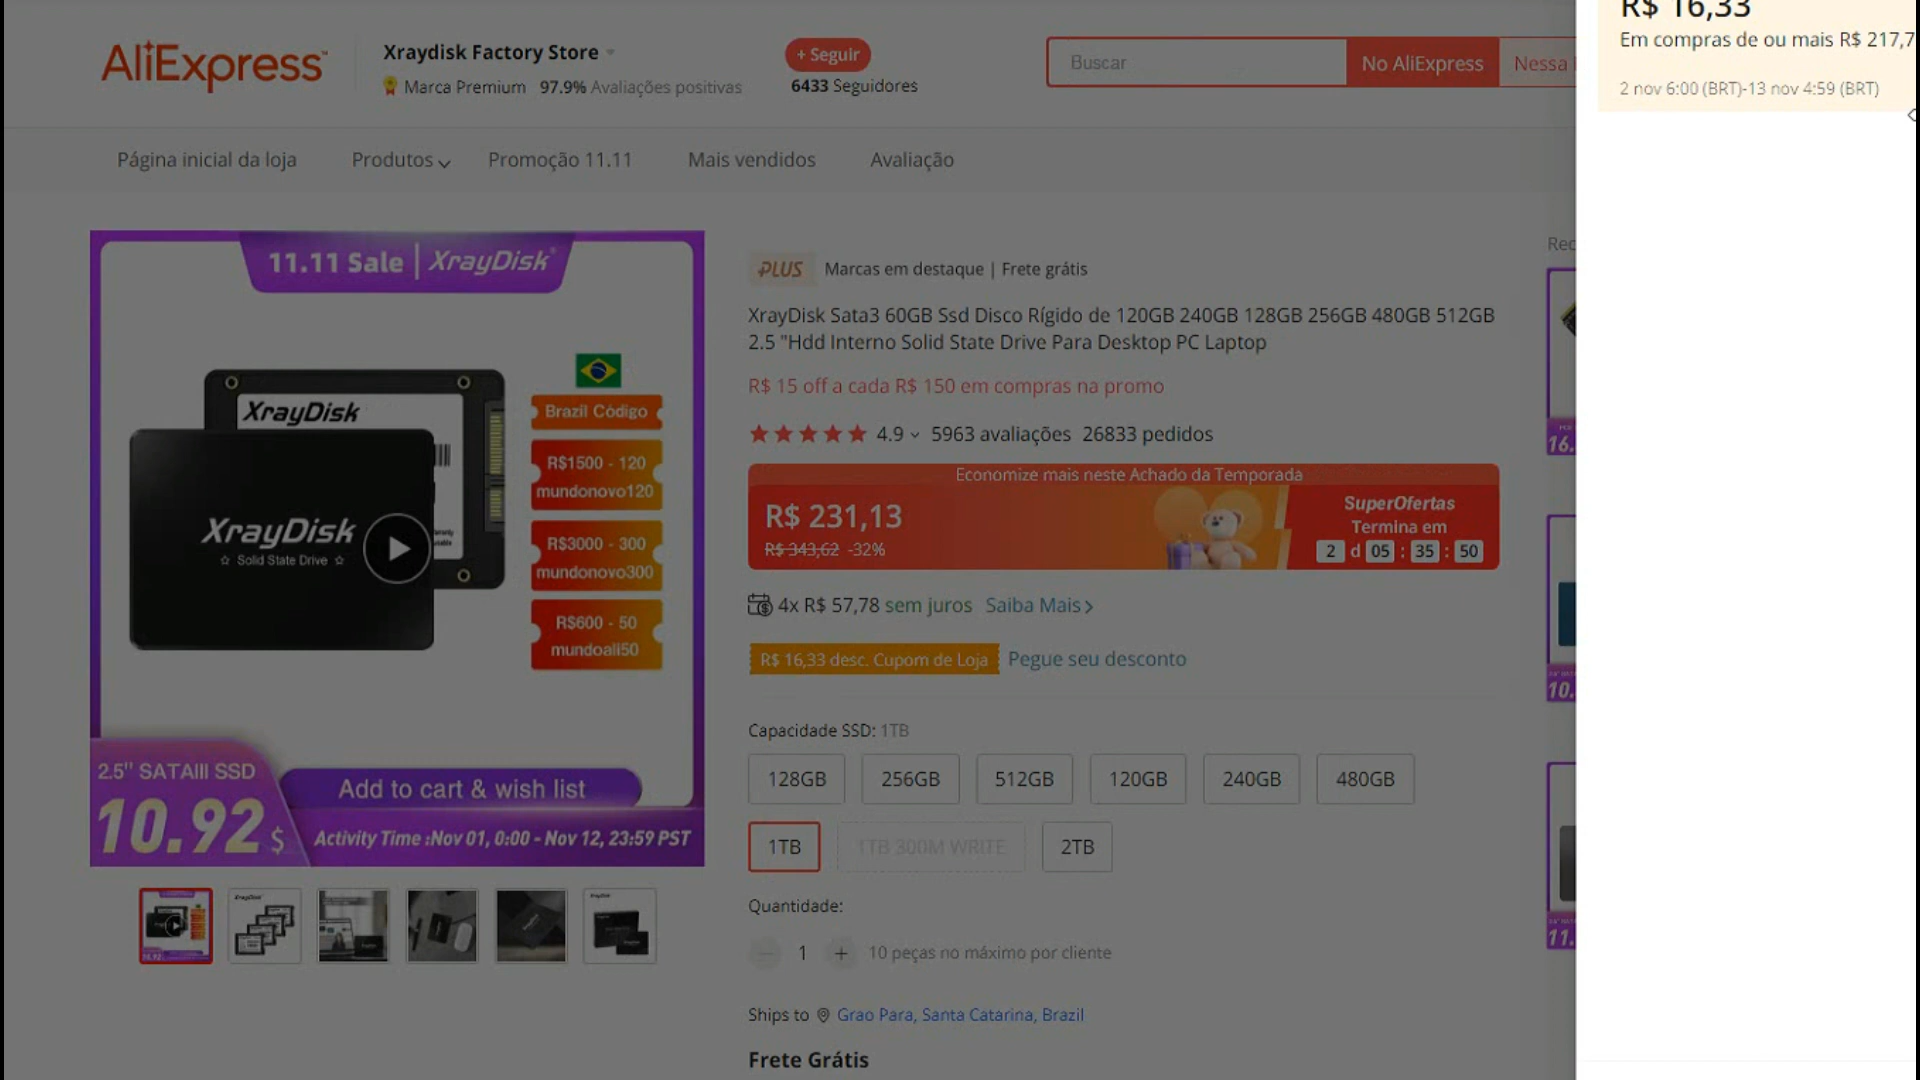 R$ 16,33
Em compras de ou mais R$ 217,7
2 nov 6:00 (BRT)-13 nov 4:59 (BRT)
AliExpress
Xraydisk Factory Store
Marca Premium 97.9% Avaliações positivas
+ Seguir
6433 Seguidores
Buscar
No AliExpress
Nessa
Página inicial da loja
Produtos
Promoção 11.11
Mais vendidos
Avaliação
11.11 Sale | XrayDisk
XrayDisk
XrayDisk
☆ Solid State Drive ☆
Brazil Código
R$1500 - 120
mundonovo120
R$3000 - 300
mundonovo300
R$600 - 50
mundoali50
2.5" SATAIII SSD
10.92 $
Add to cart & wish list
Activity Time :Nov 01, 0:00 - Nov 12, 23:59 PST
PLUS Marcas em destaque | Frete grátis
XrayDisk Sata3 60GB Ssd Disco Rígido de 120GB 240GB 128GB 256GB 480GB 512GB
2.5 "Hdd Interno Solid State Drive Para Desktop PC Laptop
R$ 15 off a cada R$ 150 em compras na promo
4.9 5963 avaliações 26833 pedidos
Economize mais neste Achado da Temporada
R$ 231,13
R$ 343,62 -32%
SuperOfertas
Termina em
2 d 05 : 35 : 50
4x R$ 57,78 sem juros Saiba Mais
R$ 16,33 desc. Cupom de Loja Pegue seu desconto
Capacidade SSD: 1TB
128GB 256GB 512GB 120GB 240GB 480GB
1TB 1TB 300M WRITE 2TB
Quantidade:
1 + 10 peças no máximo por cliente
Ships to Grao Para, Santa Catarina, Brazil
Frete Grátis
Rec
16.
10.
11.